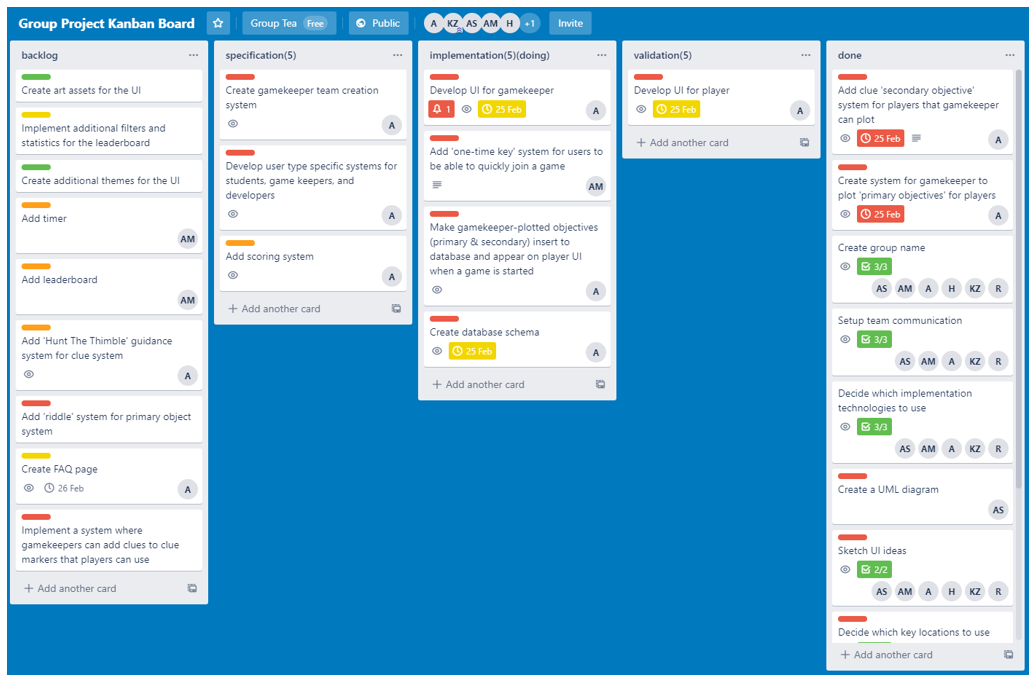 Group Project Kanban Board
Group Tea Free
Public
A KZ AS AM H +1
Invite
backlog
Create art assets for the UI
Implement additional filters and
statistics for the leaderboard
Create additional themes for the UI
Add timer
AM
Add leaderboard
AM
Add 'Hunt The Thimble' guidance
system for clue system
A
Add 'riddle' system for primary object
system
Create FAQ page
26 Feb
A
Implement a system where
gamekeepers can add clues to clue
markers that players can use
+ Add another card
specification(5)
Create gamekeeper team creation
system
A
Develop user type specific systems for
students, game keepers, and
developers
A
Add scoring system
A
+ Add another card
implementation(5)(doing)
Develop UI for gamekeeper
1 25 Feb
A
Add 'one-time key' system for users to
be able to quickly join a game
AM
Make gamekeeper-plotted objectives
(primary & secondary) insert to
database and appear on player UI
when a game is started
A
Create database schema
25 Feb
A
+ Add another card
validation(5)
Develop UI for player
25 Feb
A
+ Add another card
done
Add clue 'secondary objective'
system for players that gamekeeper
can plot
25 Feb
A
Create system for gamekeeper to
plot 'primary objectives' for players
25 Feb
A
Create group name
3/3
AS AM A H KZ R
Setup team communication
3/3
AS AM A KZ R
Decide which implementation
technologies to use
3/3
AS AM A KZ R
Create a UML diagram
AS
Sketch UI ideas
2/2
AS AM A H KZ R
Decide which key locations to use
+ Add another card